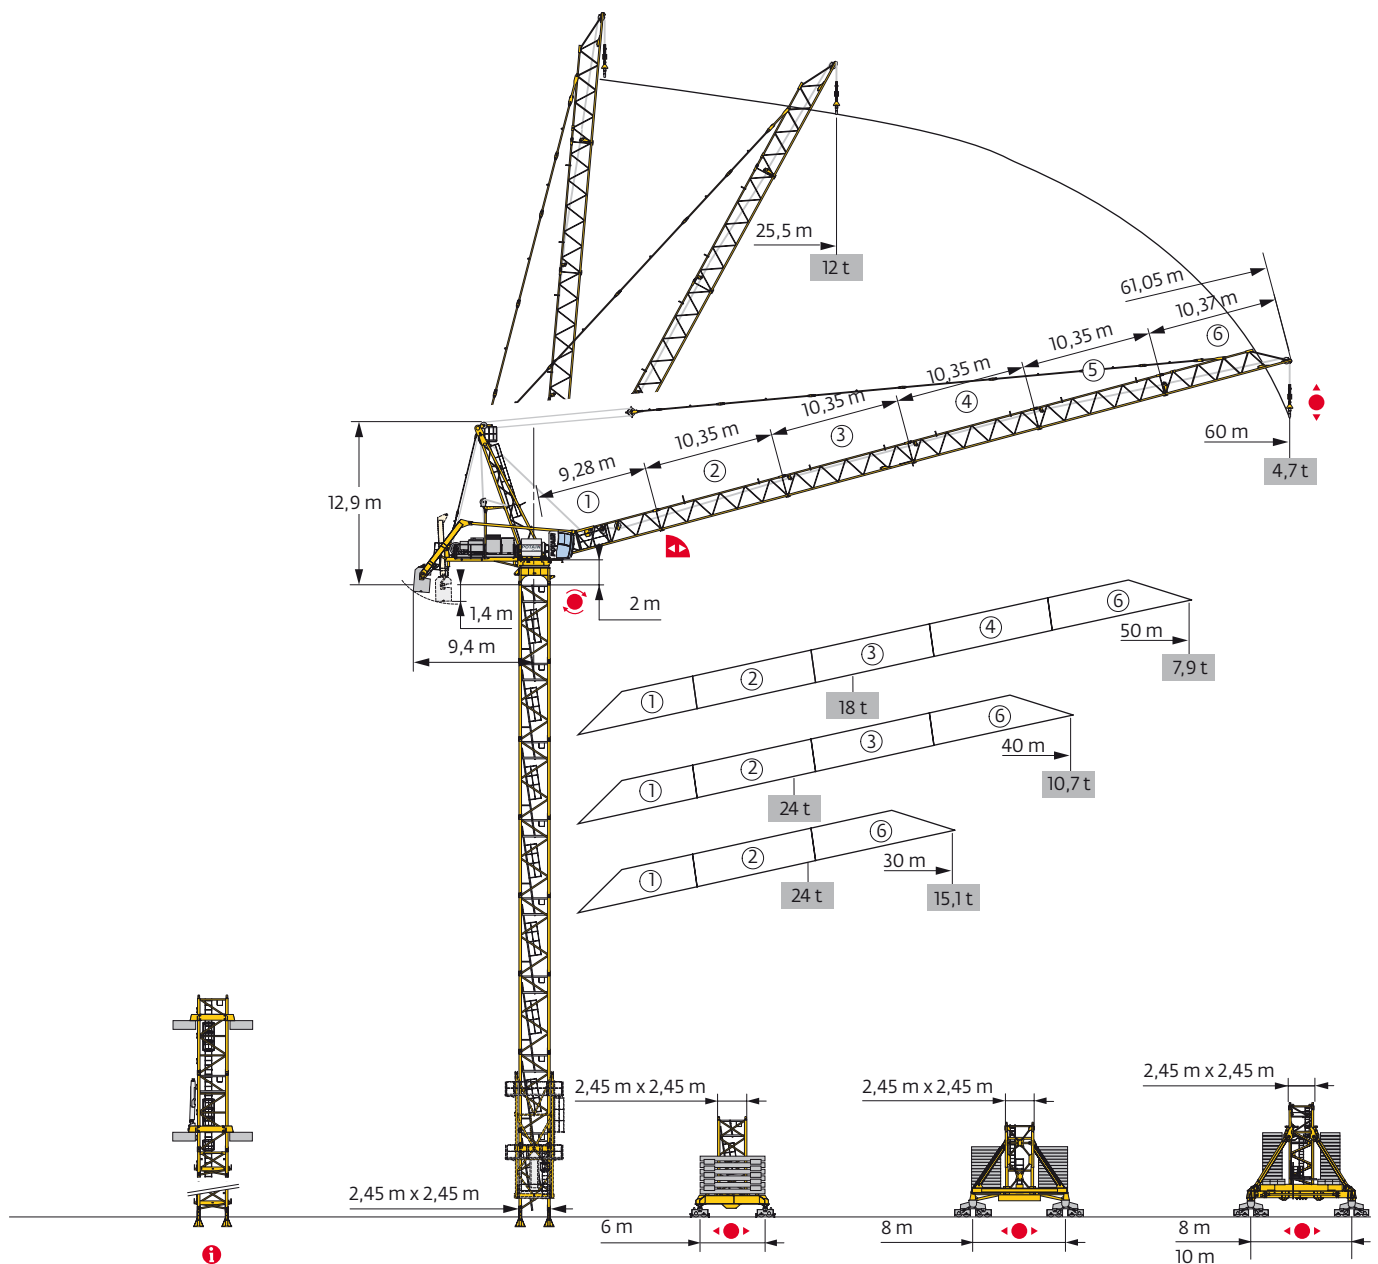 25,5 m
12 t
61,05 m
10,37 m
⑥
10,35 m
⑤
10,35 m
④
10,35 m
③
10,35 m
②
9,28 m
①
60 m
4,7 t
12,9 m
1,4 m
2 m
9,4 m
① ② ③ ④ ⑥
50 m
7,9 t
18 t
① ② ③ ⑥
40 m
10,7 t
24 t
① ② ⑥
30 m
15,1 t
24 t
2,45 m x 2,45 m
2,45 m x 2,45 m
2,45 m x 2,45 m
2,45 m x 2,45 m
6 m
8 m
8 m
10 m
i